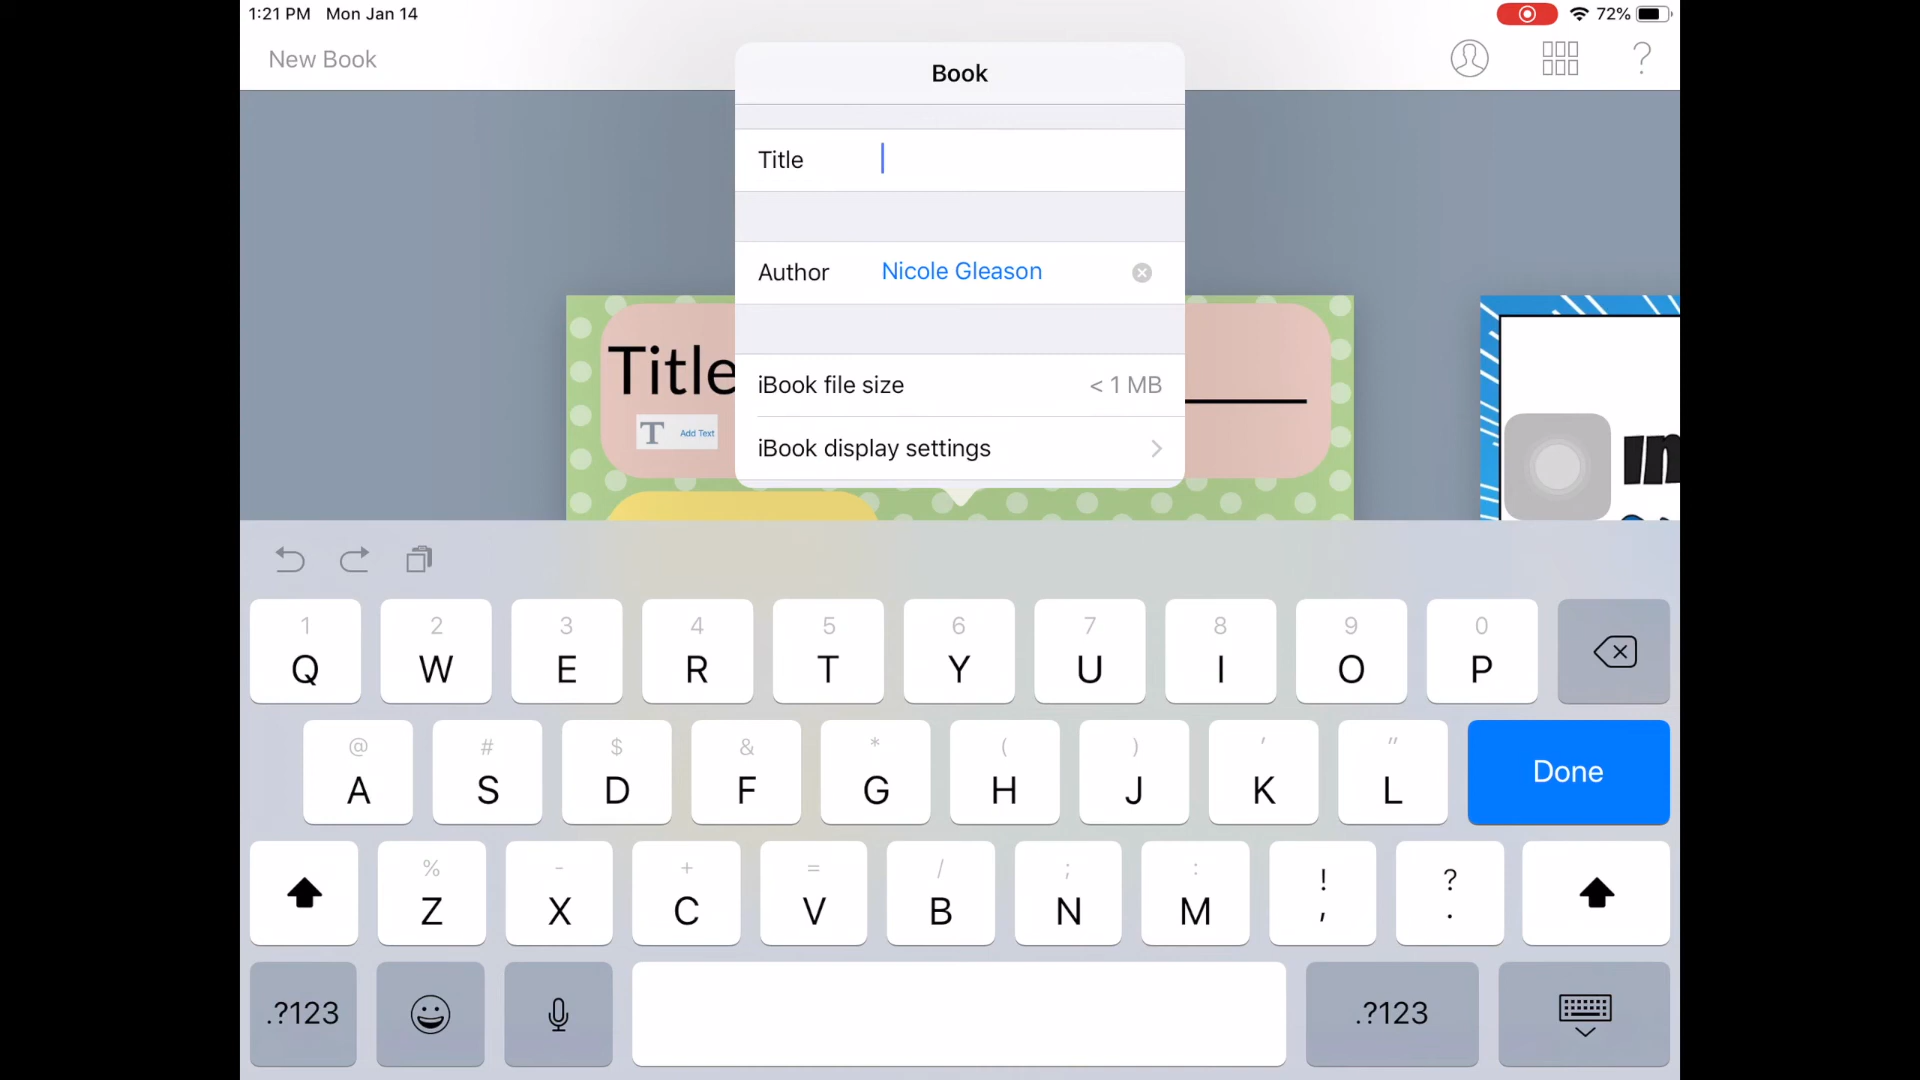 1:21 PM Mon Jan 14
72%
New Book
?
Book
Title
Author Nicole Gleason
iBook file size < 1 MB
iBook display settings
Title
T Add Text
1 2 3 4 5 6 7 8 9 0
Q W E R T Y U I O P
@ # $ & * ( ) ' "
A S D F G H J K L Done
% - + = / ; : ! ?
Z X C V B N M , .
.?123 .?123